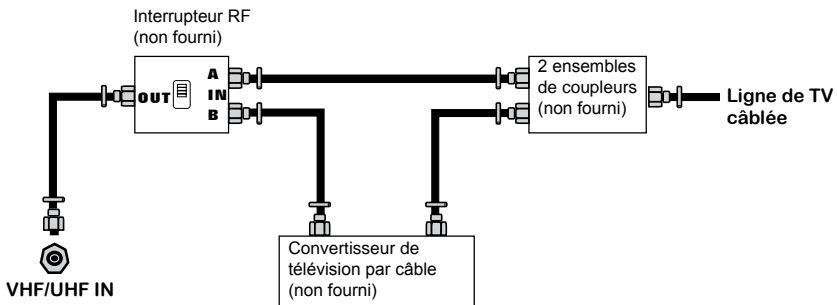 Interrupteur RF
(non fourni)
A
OUT
IN
B
2 ensembles
de coupleurs
(non fourni)
Ligne de TV
câblée
Convertisseur de
télévision par câble
(non fourni)
VHF/UHF IN